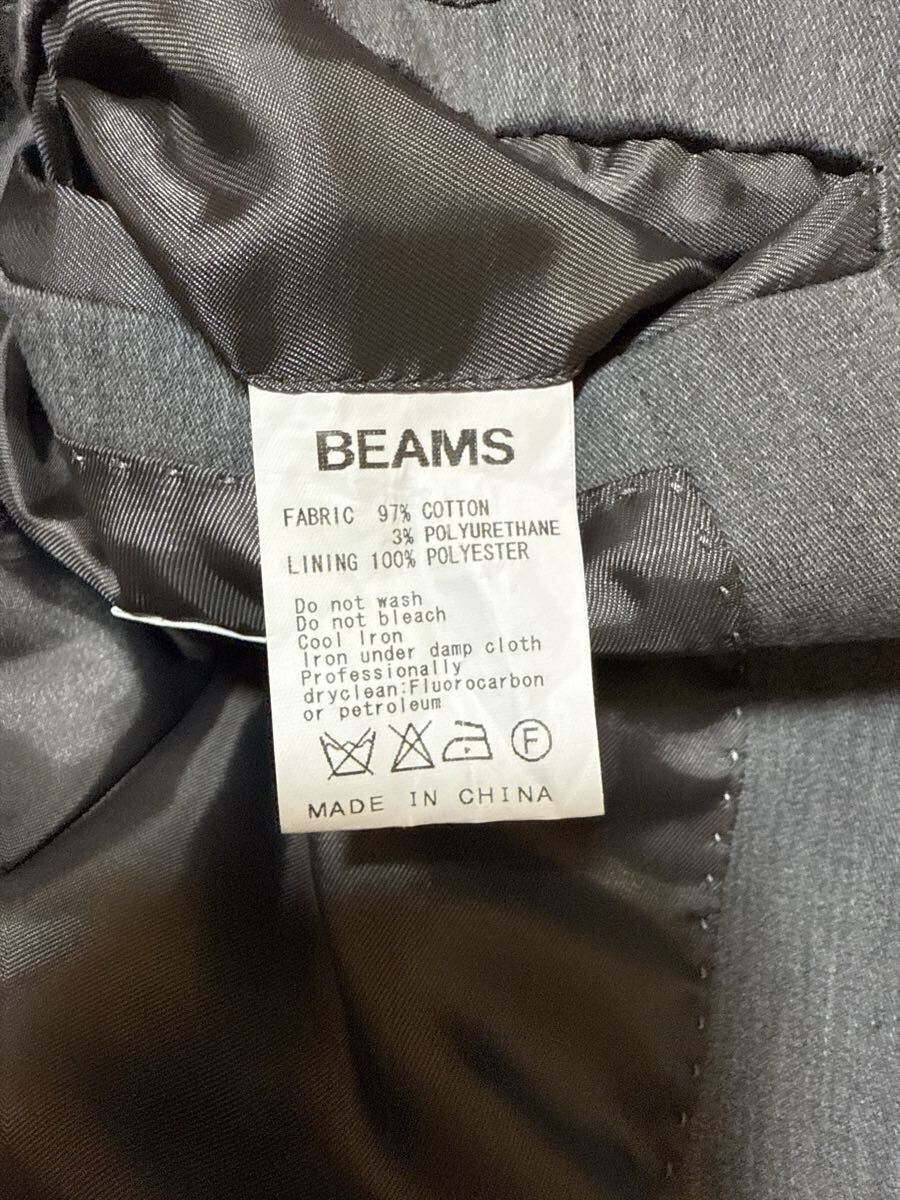 BEAMS
FABRIC 97% COTTON
3% POLYURETHANE
LINING 100% POLYESTER
Do not wash
Do not bleach
Cool Iron
Iron under damp cloth
Professionally
dryclean:Fluorocarbon
or petroleum
F
MADE IN CHINA